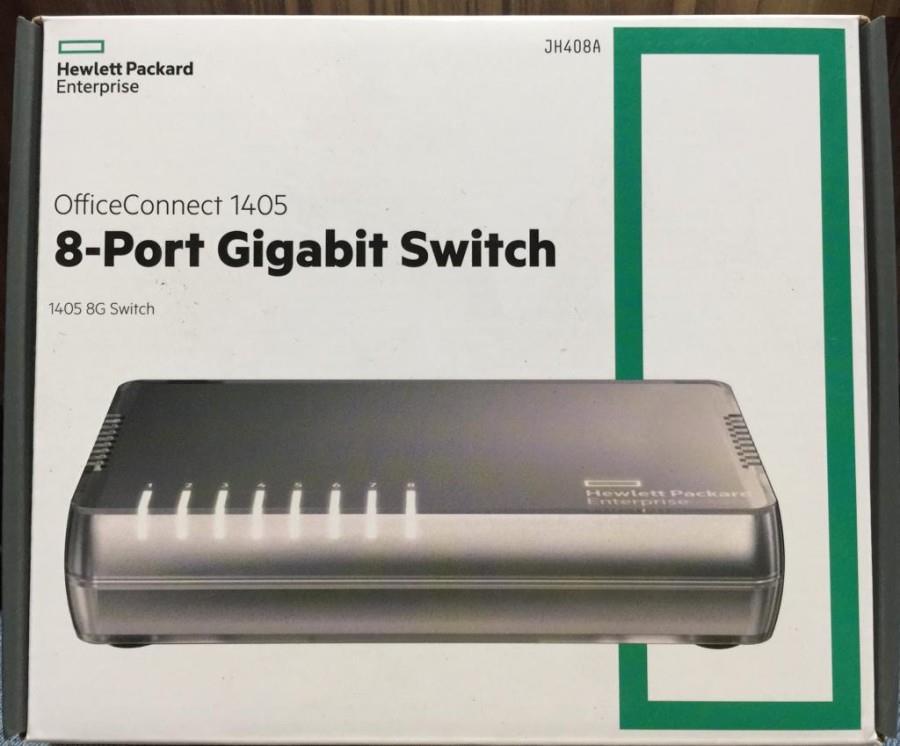 Hewlett Packard
Enterprise
JH408A
OfficeConnect 1405
8-Port Gigabit Switch
1405 8G Switch
1 2 3 4 5 6 7 8
Hewlett Packard
Enterprise